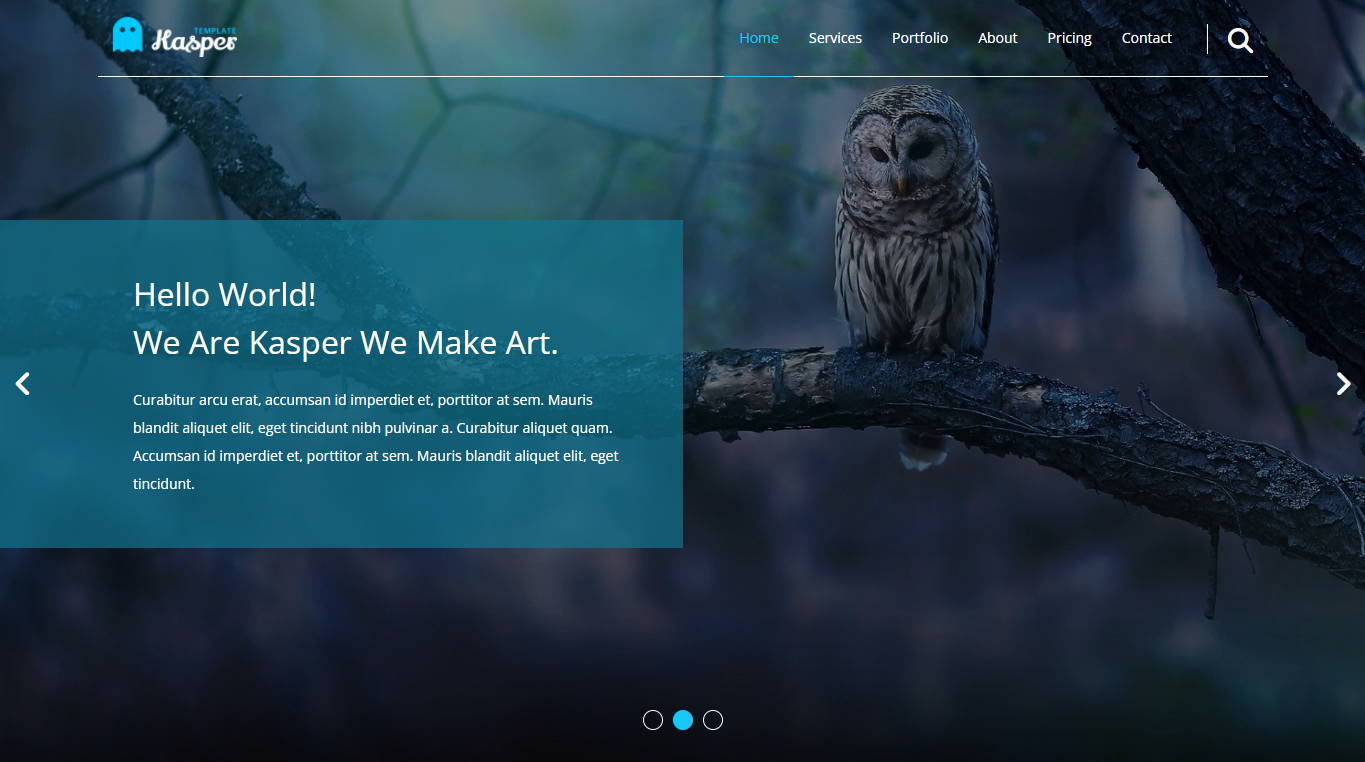 TEMPLATE
Kasper
Home Services Portfolio About Pricing Contact
Hello World!
We Are Kasper We Make Art.
Curabitur arcu erat, accumsan id imperdiet et, porttitor at sem. Mauris
blandit aliquet elit, eget tincidunt nibh pulvinar a. Curabitur aliquet quam.
Accumsan id imperdiet et, porttitor at sem. Mauris blandit aliquet elit, eget
tincidunt.